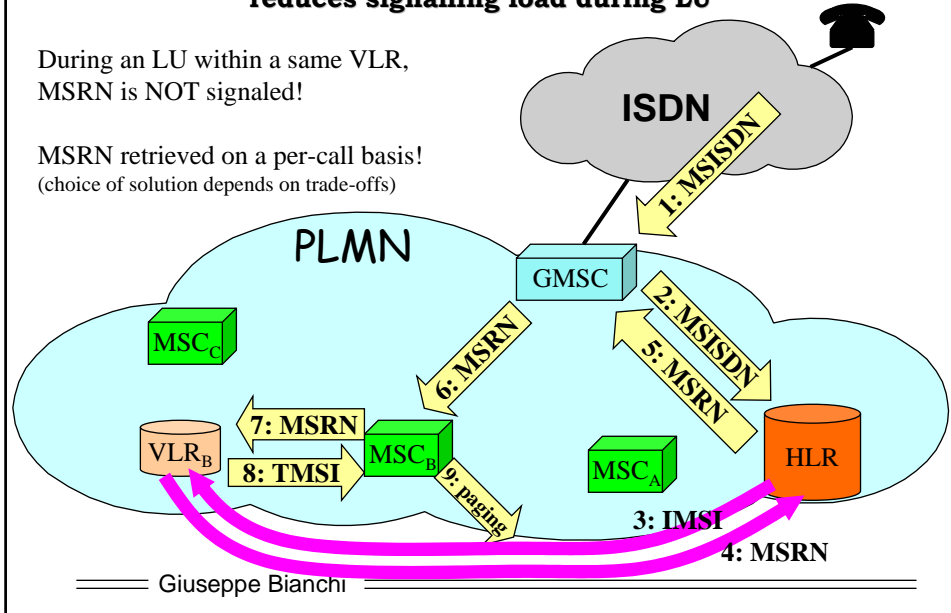 reduces signalling load during LU
During an LU within a same VLR,
MSRN is NOT signaled!
MSRN retrieved on a per-call basis!
(choice of solution depends on trade-offs)
ISDN
1: MSISDN
PLMN
GMSC
2: MSISDN
5: MSRN
6: MSRN
MSCC
7: MSRN
VLRB
8: TMSI
MSCB
9: paging
MSCA
HLR
3: IMSI
4: MSRN
Giuseppe Bianchi